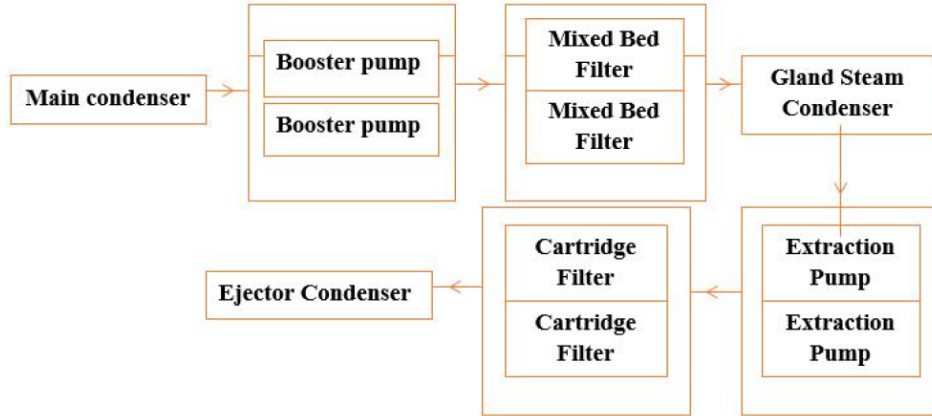 Main condenser
Booster pump
Booster pump
Mixed Bed
Filter
Mixed Bed
Filter
Gland Steam
Condenser
Extraction
Pump
Extraction
Pump
Cartridge
Filter
Cartridge
Filter
Ejector Condenser